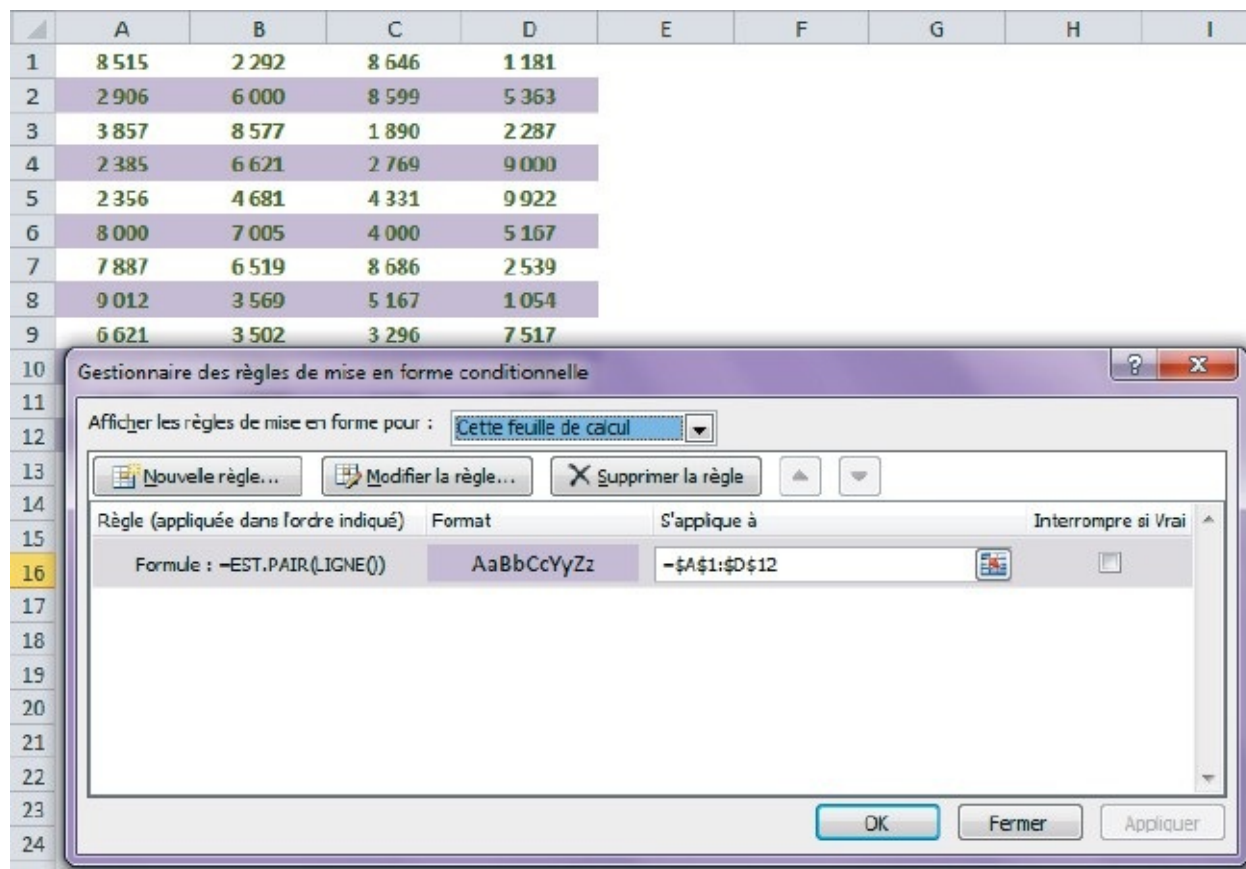 A B C D E F G H I
1 8 515 2 292 8 646 1 181
2 2 906 6 000 8 599 5 363
3 3 857 8 577 1 890 2 287
4 2 385 6 621 2 769 9 000
5 2 356 4 681 4 331 9 922
6 8 000 7 005 4 000 5 167
7 7 887 6 519 8 686 2 539
8 9 012 3 569 5 167 1 054
9 6 621 3 502 3 296 7 517
10
11
12
13
14
15
16
17
18
19
20
21
22
23
24
Gestionnaire des règles de mise en forme conditionnelle
Afficher les règles de mise en forme pour : Cette feuille de calcul
Nouvelle règle... Modifier la règle... Supprimer la règle
Règle (appliquée dans l'ordre indiqué) Format S'applique à Interrompre si Vrai
Formule : =EST.PAIR(LIGNE()) AaBbCcYyZz =$A$1:$D$12
OK Fermer Appliquer